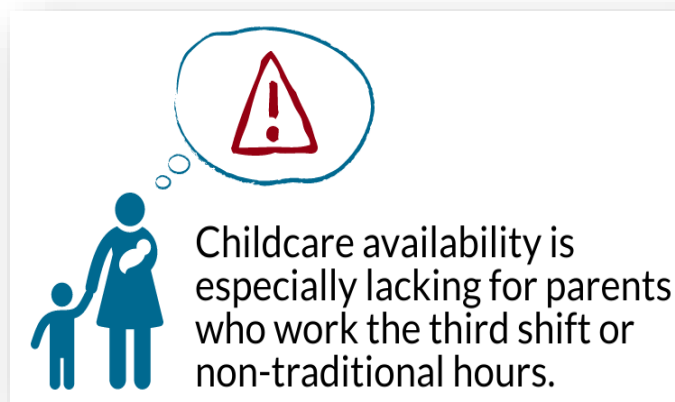 Childcare availability is
especially lacking for parents
who work the third shift or
non-traditional hours.